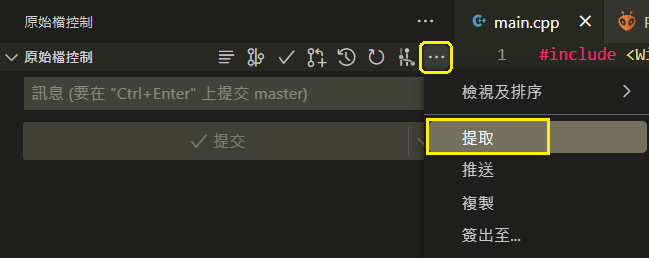 原始檔控制
main.cpp
原始檔控制
1 #include <Wi
訊息 (要在 "Ctrl+Enter" 上提交 master)
檢視及排序
提交
提取
推送
複製
簽出至...